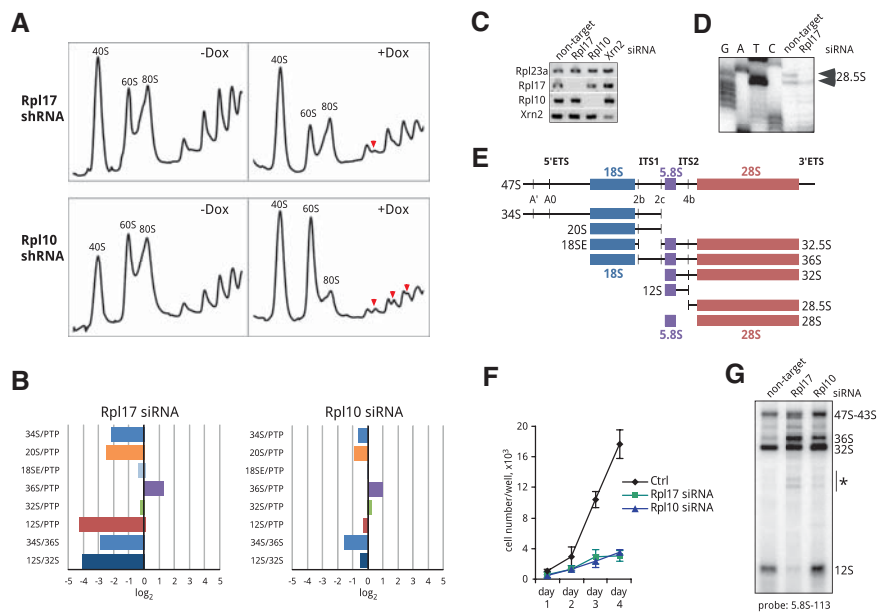 A
-Dox
+Dox
40S
60S
80S
40S
60S
80S
Rpl17
shRNA
-Dox
+Dox
40S
60S
80S
40S
60S
80S
Rpl10
shRNA
B
Rpl17 siRNA
34S/PTP
20S/PTP
18SE/PTP
36S/PTP
32S/PTP
12S/PTP
34S/36S
12S/32S
-5 -4 -3 -2 -1 0 1 2 3 4 5
log2
Rpl10 siRNA
34S/PTP
20S/PTP
18SE/PTP
36S/PTP
32S/PTP
12S/PTP
34S/36S
12S/32S
-5 -4 -3 -2 -1 0 1 2 3 4 5
log2
C
non-target
Rpl17
Rpl10
Xrn2
siRNA
Rpl23a
Rpl17
Rpl10
Xrn2
D
G A T C
non-target
Rpl17
siRNA
28.5S
E
5'ETS
18S
ITS1
5.8S
ITS2
28S
3'ETS
47S
A' A0 2b 2c 4b
34S
20S
18SE
32.5S
36S
18S
32S
12S
28.5S
28S
5.8S
28S
F
cell number/well, x10³
20
16
12
8
4
0
Ctrl
Rpl17 siRNA
Rpl10 siRNA
day 1
day 2
day 3
day 4
G
non-target
Rpl17
Rpl10
siRNA
47S-43S
36S
32S
*
12S
probe: 5.8S-113